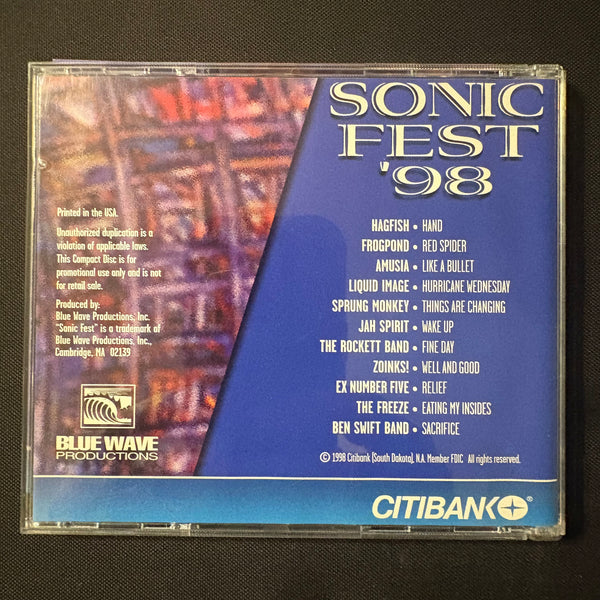 SONIC
FEST
'98
HAGFISH • HAND
FROGPOND • RED SPIDER
AMUSIA • LIKE A BULLET
LIQUID IMAGE • HURRICANE WEDNESDAY
SPRUNG MONKEY • THINGS ARE CHANGING
JAH SPIRIT • WAKE UP
THE ROCKETT BAND • FINE DAY
ZOINKS! • WELL AND GOOD
EX NUMBER FIVE • RELIEF
THE FREEZE • EATING MY INSIDES
BEN SWIFT BAND • SACRIFICE
© 1998 Citibank (South Dakota), N.A. Member FDIC All rights reserved.
Printed in the USA.
Unauthorized duplication is a
violation of applicable laws.
This Compact Disc is for
promotional use only and is not
for retail sale.
Produced by:
Blue Wave Productions, Inc.
"Sonic Fest" is a trademark of
Blue Wave Productions, Inc.,
Cambridge, MA 02139
BLUE WAVE
PRODUCTIONS
CITIBANK®